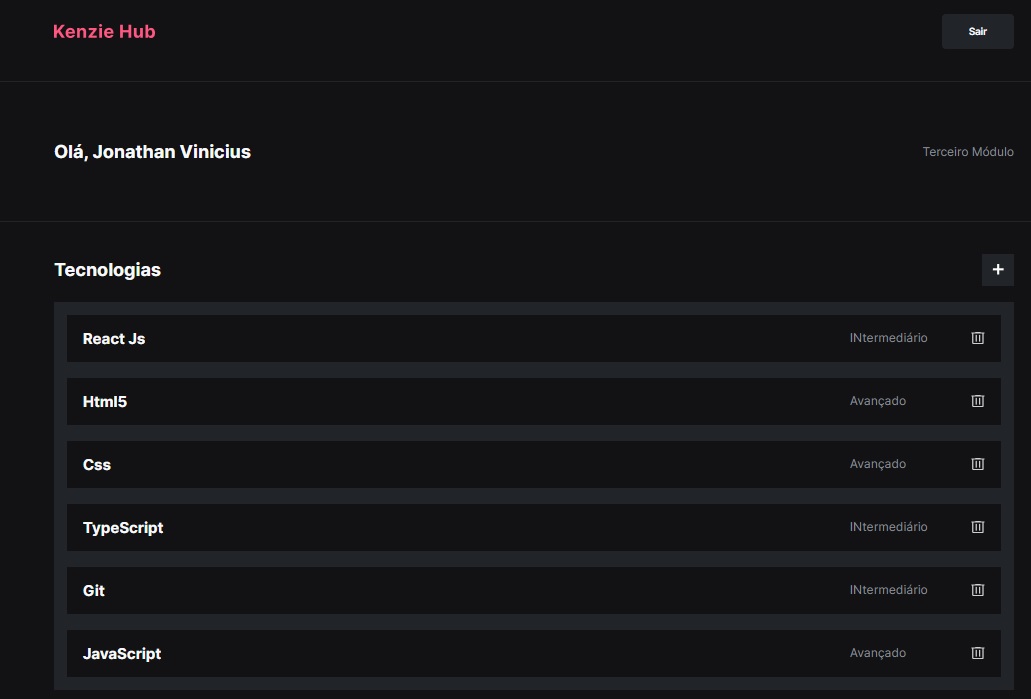 Kenzie Hub
Sair
Olá, Jonathan Vinicius
Terceiro Módulo
Tecnologias
+
React Js INtermediário
Html5 Avançado
Css Avançado
TypeScript INtermediário
Git INtermediário
JavaScript Avançado